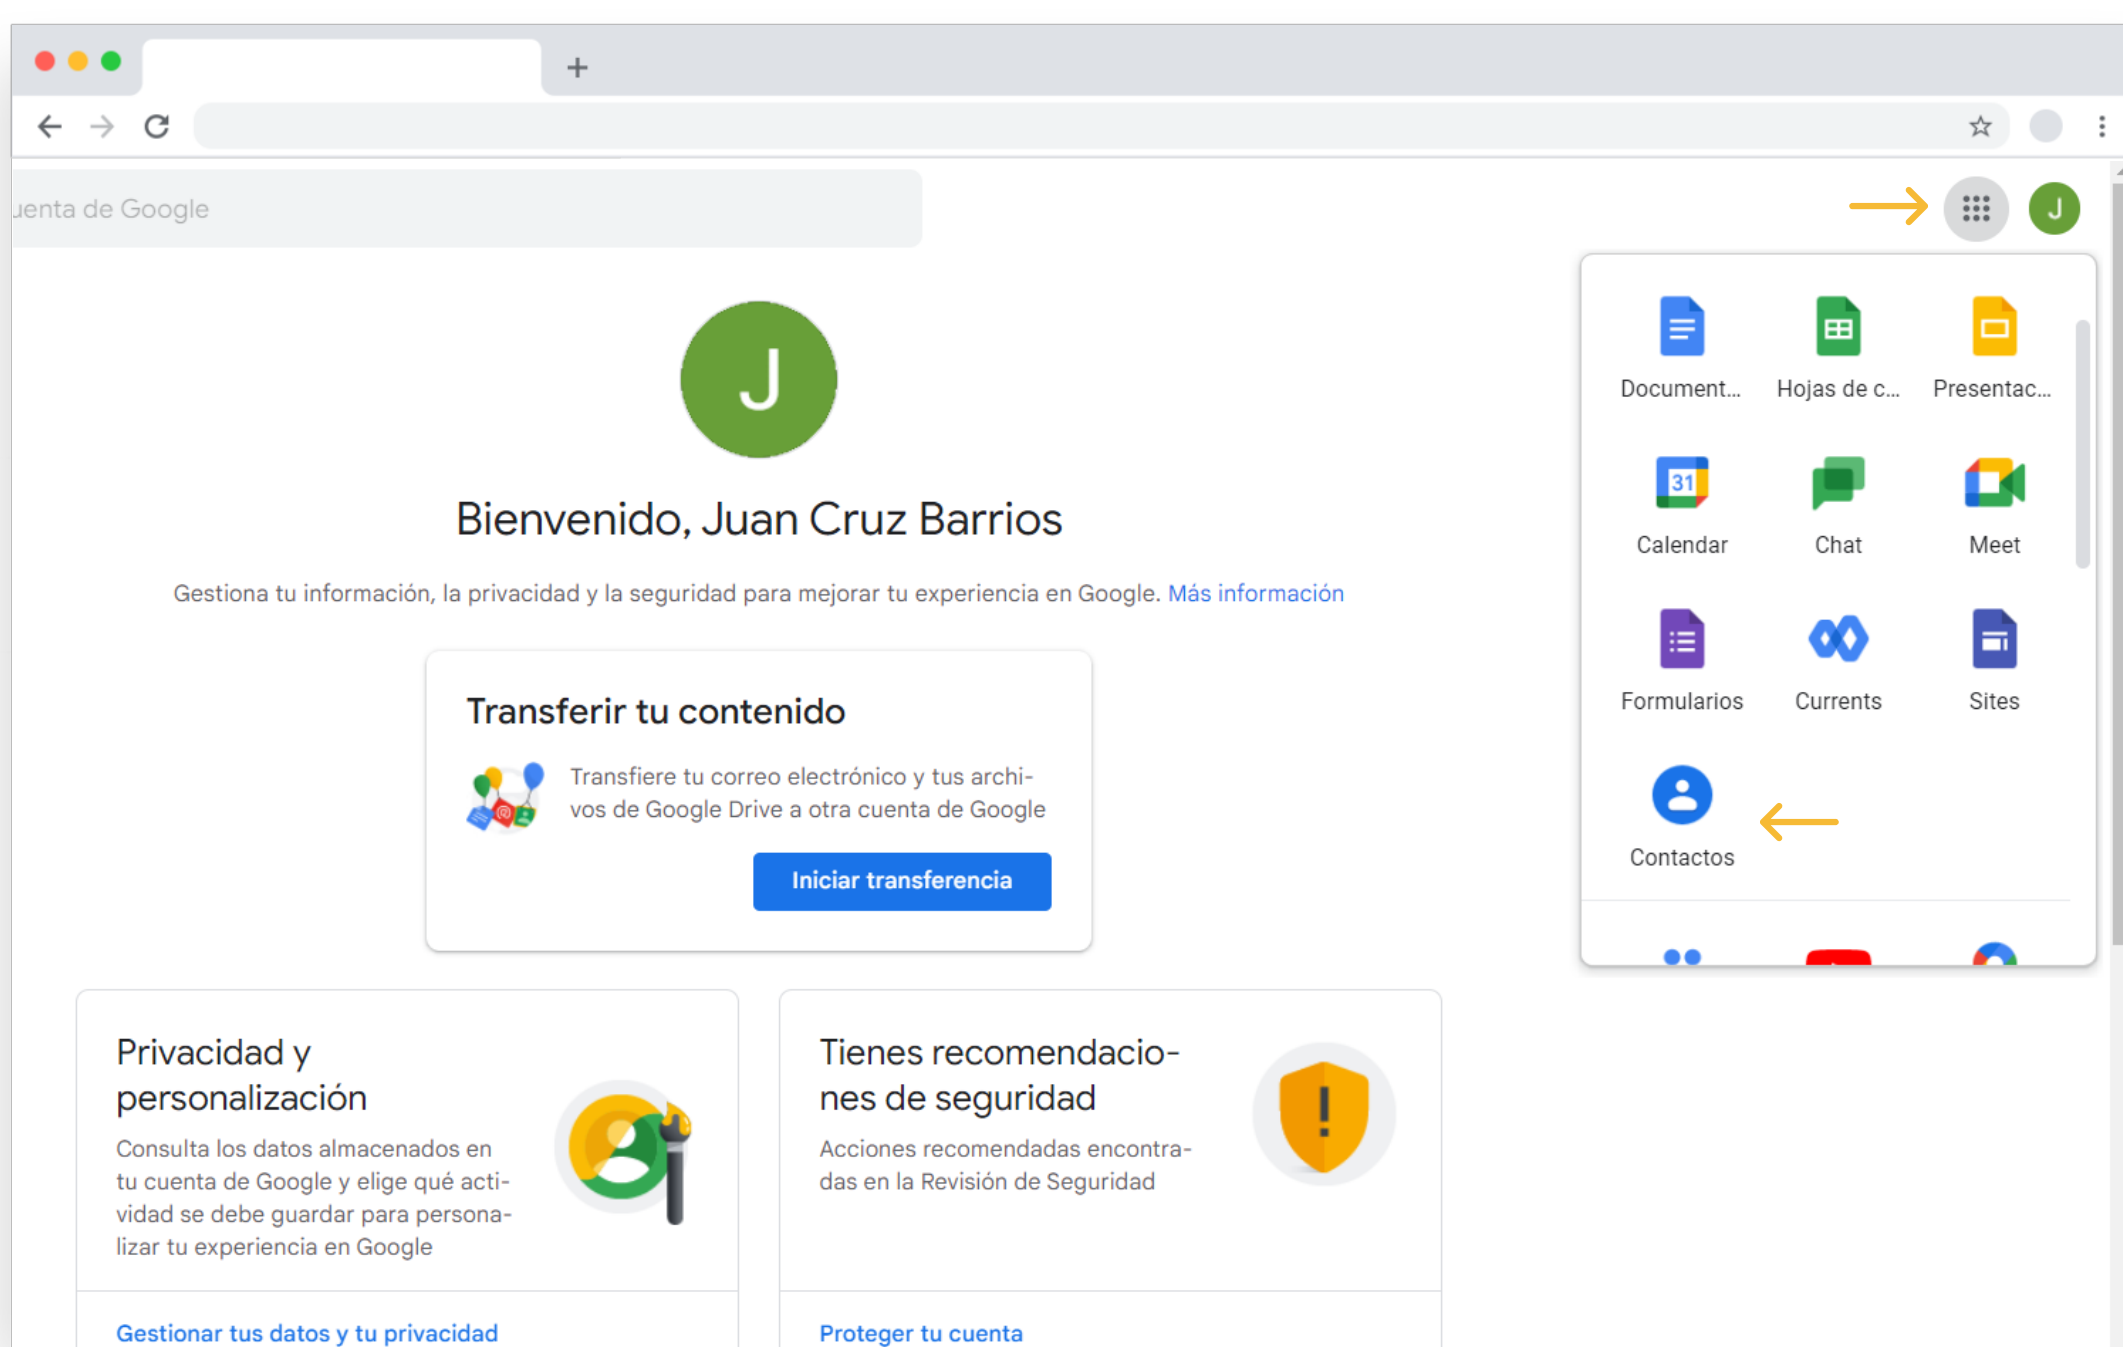 uenta de Google
J
J
Bienvenido, Juan Cruz Barrios
Gestiona tu información, la privacidad y la seguridad para mejorar tu experiencia en Google. Más información
Transferir tu contenido
Transfiere tu correo electrónico y tus archi-
vos de Google Drive a otra cuenta de Google
Iniciar transferencia
Privacidad y
personalización
Consulta los datos almacenados en
tu cuenta de Google y elige qué acti-
vidad se debe guardar para persona-
lizar tu experiencia en Google
Gestionar tus datos y tu privacidad
Tienes recomendacio-
nes de seguridad
Acciones recomendadas encontra-
das en la Revisión de Seguridad
Proteger tu cuenta
Document... Hojas de c... Presentac...
31
Calendar Chat Meet
Formularios Currents Sites
Contactos